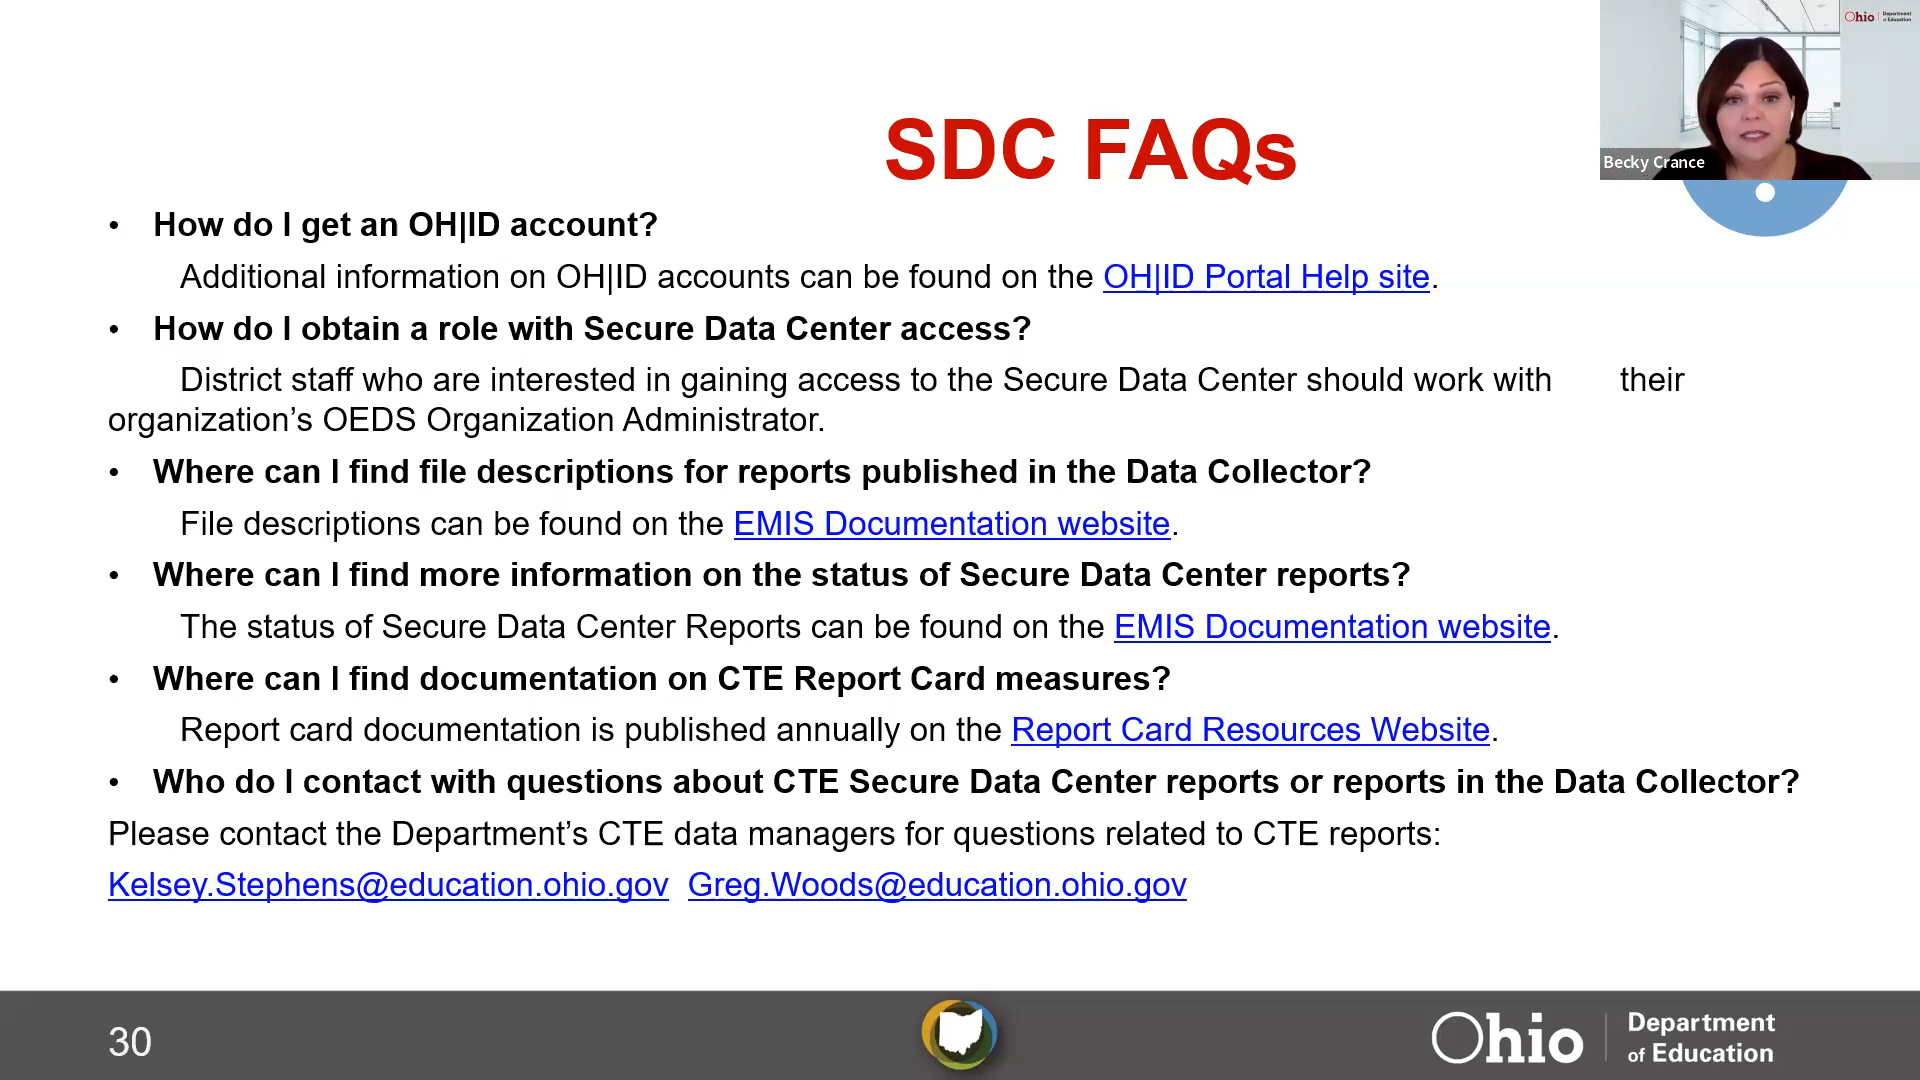 Ohio Department of Education
Becky Crance
SDC FAQs
• How do I get an OH|ID account?
Additional information on OH|ID accounts can be found on the OH|ID Portal Help site.
• How do I obtain a role with Secure Data Center access?
District staff who are interested in gaining access to the Secure Data Center should work with their
organization’s OEDS Organization Administrator.
• Where can I find file descriptions for reports published in the Data Collector?
File descriptions can be found on the EMIS Documentation website.
• Where can I find more information on the status of Secure Data Center reports?
The status of Secure Data Center Reports can be found on the EMIS Documentation website.
• Where can I find documentation on CTE Report Card measures?
Report card documentation is published annually on the Report Card Resources Website.
• Who do I contact with questions about CTE Secure Data Center reports or reports in the Data Collector?
Please contact the Department’s CTE data managers for questions related to CTE reports:
Kelsey.Stephens@education.ohio.gov Greg.Woods@education.ohio.gov
30
Ohio
Department
of Education